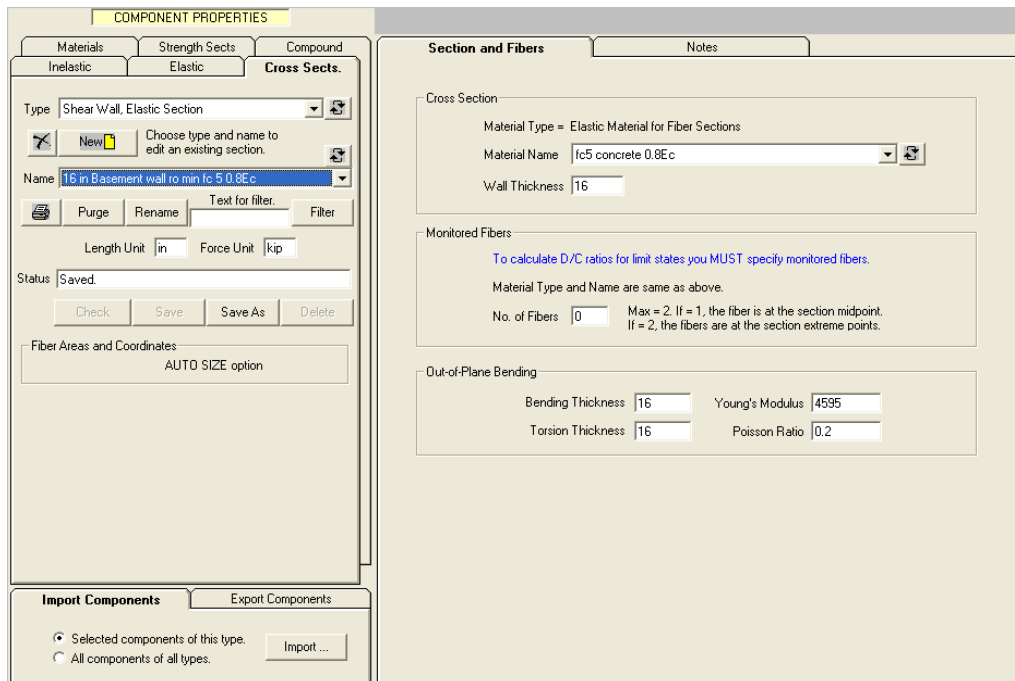 COMPONENT PROPERTIES
Materials
Strength Sects
Compound
Inelastic
Elastic
Cross Sects.
Type
Shear Wall, Elastic Section
New
Choose type and name to
edit an existing section.
Name
16 in Basement wall ro min fc 5 0.8Ec
Purge
Rename
Text for filter.
Filter
Length Unit
in
Force Unit
kip
Status
Saved.
Check
Save
Save As
Delete
Fiber Areas and Coordinates
AUTO SIZE option
Import Components
Export Components
Selected components of this type.
All components of all types.
Import ...
Section and Fibers
Notes
Cross Section
Material Type = Elastic Material for Fiber Sections
Material Name
fc5 concrete 0.8Ec
Wall Thickness
16
Monitored Fibers
To calculate D/C ratios for limit states you MUST specify monitored fibers.
Material Type and Name are same as above.
No. of Fibers
0
Max = 2. If = 1, the fiber is at the section midpoint.
If = 2, the fibers are at the section extreme points.
Out-of-Plane Bending
Bending Thickness
16
Young's Modulus
4595
Torsion Thickness
16
Poisson Ratio
0.2